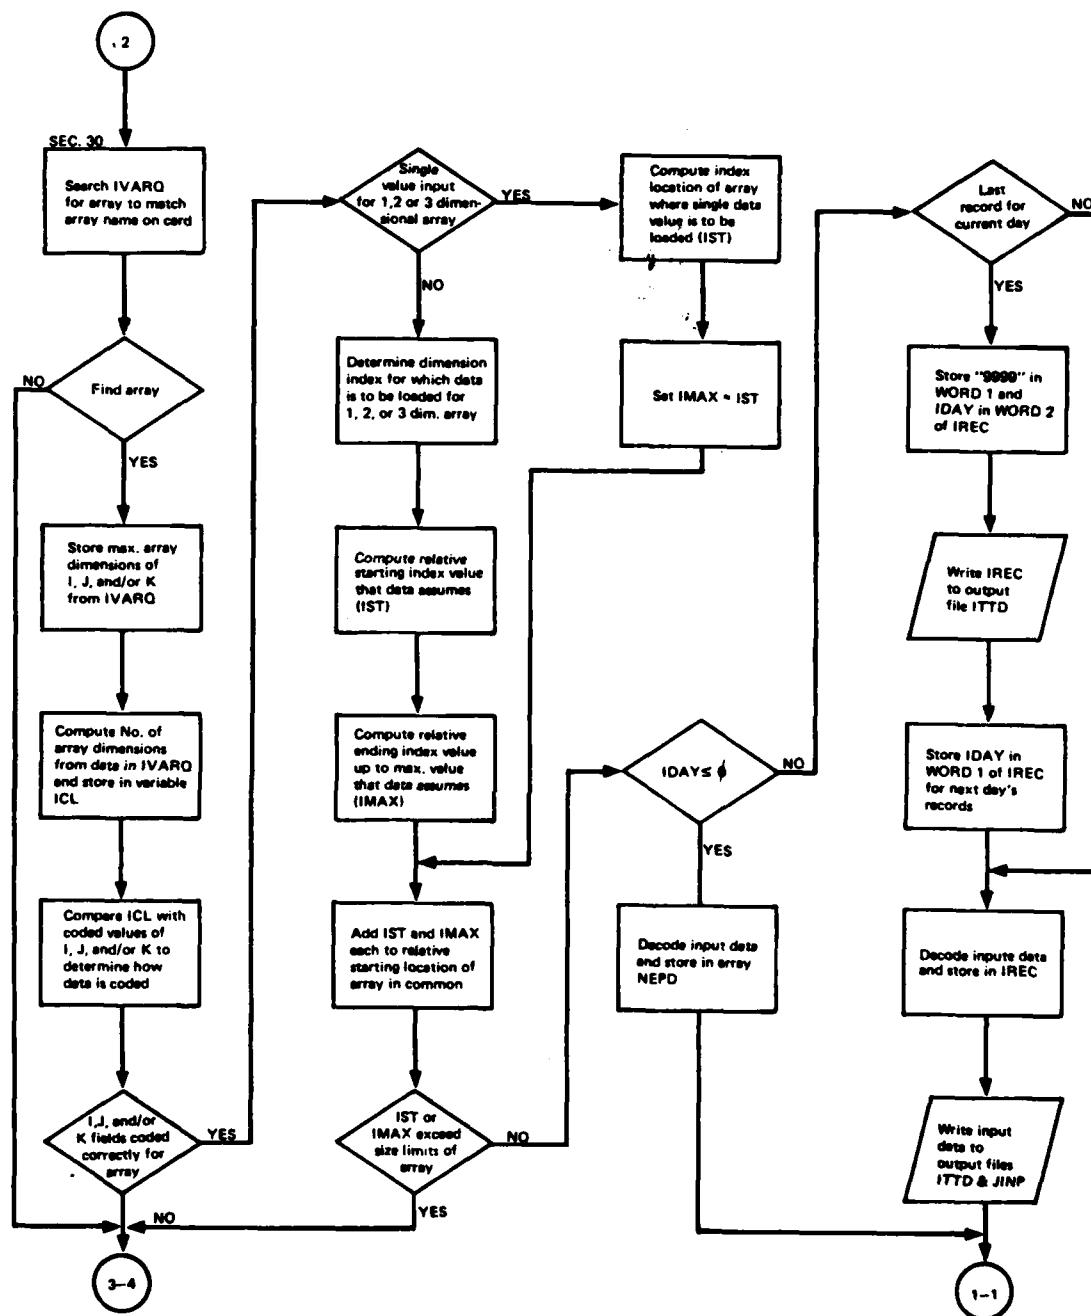 . 2
SEC. 30
Search IVARQ
for array to match
array name on card
NO
Find array
YES
Store max. array
dimensions of
I, J, and/or K
from IVARQ
Compute No. of
array dimensions
from data in IVARQ
and store in variable
ICL
Compare ICL with
coded values of
I, J, and/or K to
determine how
data is coded
I,J, and/or
K fields coded
correctly for
array
YES
NO
3-4
Single
value input
for 1,2 or 3 dimen-
sional array
YES
NO
Determine dimension
index for which data
is to be loaded for
1, 2, or 3 dim. array
Compute relative
starting index value
that data assumes
(IST)
Compute relative
ending index value
up to max. value
that data assumes
(IMAX)
Add IST and IMAX
each to relative
starting location of
array in common
IST or
IMAX exceed
size limits of
array
NO
YES
Compute index
location of array
where single data
value is to be
loaded (IST)
Set IMAX = IST
IDAY ≤ ϕ
NO
YES
Decode input data
and store in array
NEPD
Last
record for
current day
NO
YES
Store "9999" in
WORD 1 and
IDAY in WORD 2
of IREC
Write IREC
to output
file ITTD
Store IDAY in
WORD 1 of IREC
for next day's
records
Decode inpute data
and store in IREC
Write input
data to
output files
ITTD & JINP
1-1